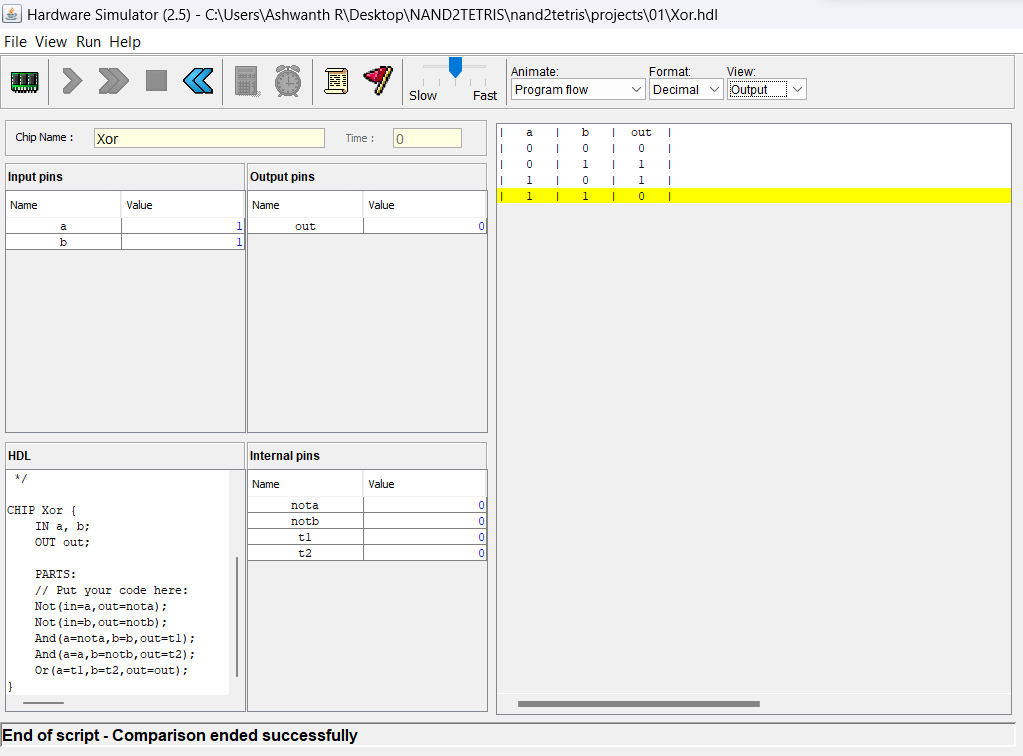 Hardware Simulator (2.5) - C:\Users\Ashwanth R\Desktop\NAND2TETRIS\nand2tetris\projects\01\Xor.hdl
File View Run Help
Slow Fast
Animate: Format: View:
Program flow Decimal Output
Chip Name : Xor Time : 0
Input pins
Name Value
a 1
b 1
Output pins
Name Value
out 0
HDL
*/
CHIP Xor {
IN a, b;
OUT out;
PARTS:
// Put your code here:
Not(in=a,out=nota);
Not(in=b,out=notb);
And(a=nota,b=b,out=t1);
And(a=a,b=notb,out=t2);
Or(a=t1,b=t2,out=out);
}
Internal pins
Name Value
nota 0
notb 0
t1 0
t2 0
| a | b | out |
| 0 | 0 | 0 |
| 0 | 1 | 1 |
| 1 | 0 | 1 |
| 1 | 1 | 0 |
End of script - Comparison ended successfully